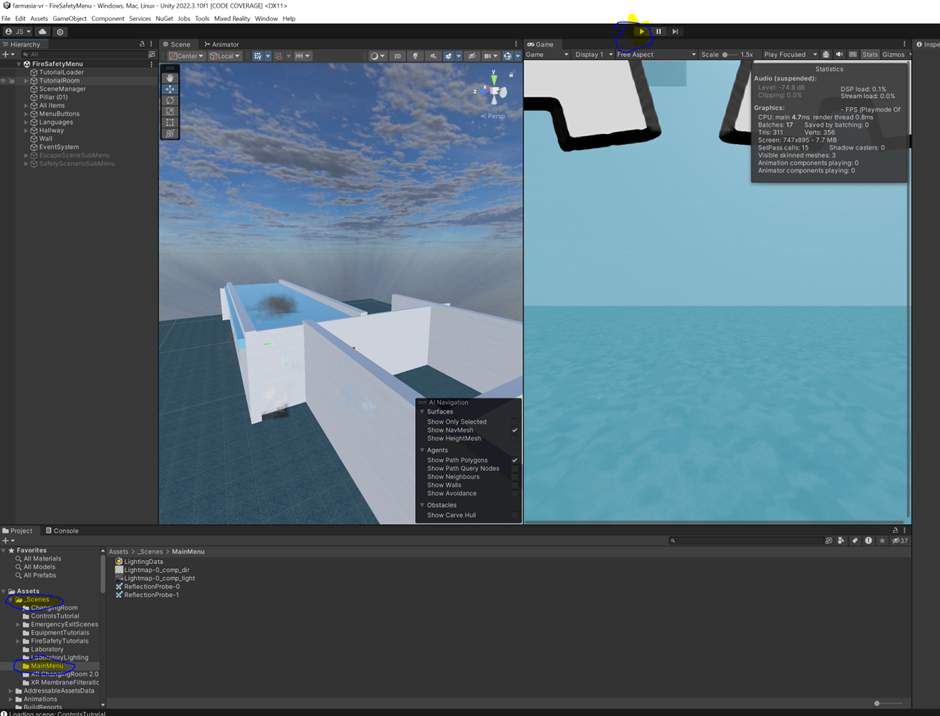 farmasia-vr - FireSafetyMenu - Windows, Mac, Linux - Unity 2022.3.10f1 [CODE COVERAGE] <DX11>
File Edit Assets GameObject Component Services NuGet Jobs Tools Mixed Reality Window Help
JS
Hierarchy
Scene Animator
Game
Inspec
All
Center Local
2D
Game Display 1 Free Aspect Scale 1.5x Play Focused Stats Gizmos
FireSafetyMenu
TutorialLoader
TutorialRoom
SceneManager
Pillar (01)
All Items
MenuButtons
Languages
Hallway
Wall
EventSystem
EscapeSceneSubMenu
SafetyScenarioSubMenu
y
z
Persp
Statistics
Audio (suspended):
Level: -74.8 dB DSP load: 0.1%
Clipping: 0.0% Stream load: 0.0%
Graphics: - FPS (Playmode Of
CPU: main 4.7ms render thread 0.8ms
Batches: 17 Saved by batching: 0
Tris: 311 Verts: 356
Screen: 747x895 - 7.7 MB
SetPass calls: 15 Shadow casters: 0
Visible skinned meshes: 3
Animation components playing: 0
Animator components playing: 0
AI Navigation
Surfaces
Show Only Selected
Show NavMesh
Show HeightMesh
Agents
Show Path Polygons
Show Path Query Nodes
Show Neighbours
Show Walls
Show Avoidance
Obstacles
Show Carve Hull
Project Console
37
Favorites
All Materials
All Models
All Prefabs
Assets
_Scenes
ChangingRoom
ControlsTutorial
EmergencyExitScenes
EquipmentTutorials
FireSafetyTutorials
Laboratory
LaboratoryLighting
MainMenu
XR ChangingRoom 2.0
XR MembraneFilteratic
AddressableAssetsData
Animations
BuildReports
Assets > _Scenes > MainMenu
LightingData
Lightmap-0_comp_dir
Lightmap-0_comp_light
ReflectionProbe-0
ReflectionProbe-1
Loading scene: ControlsTutorial